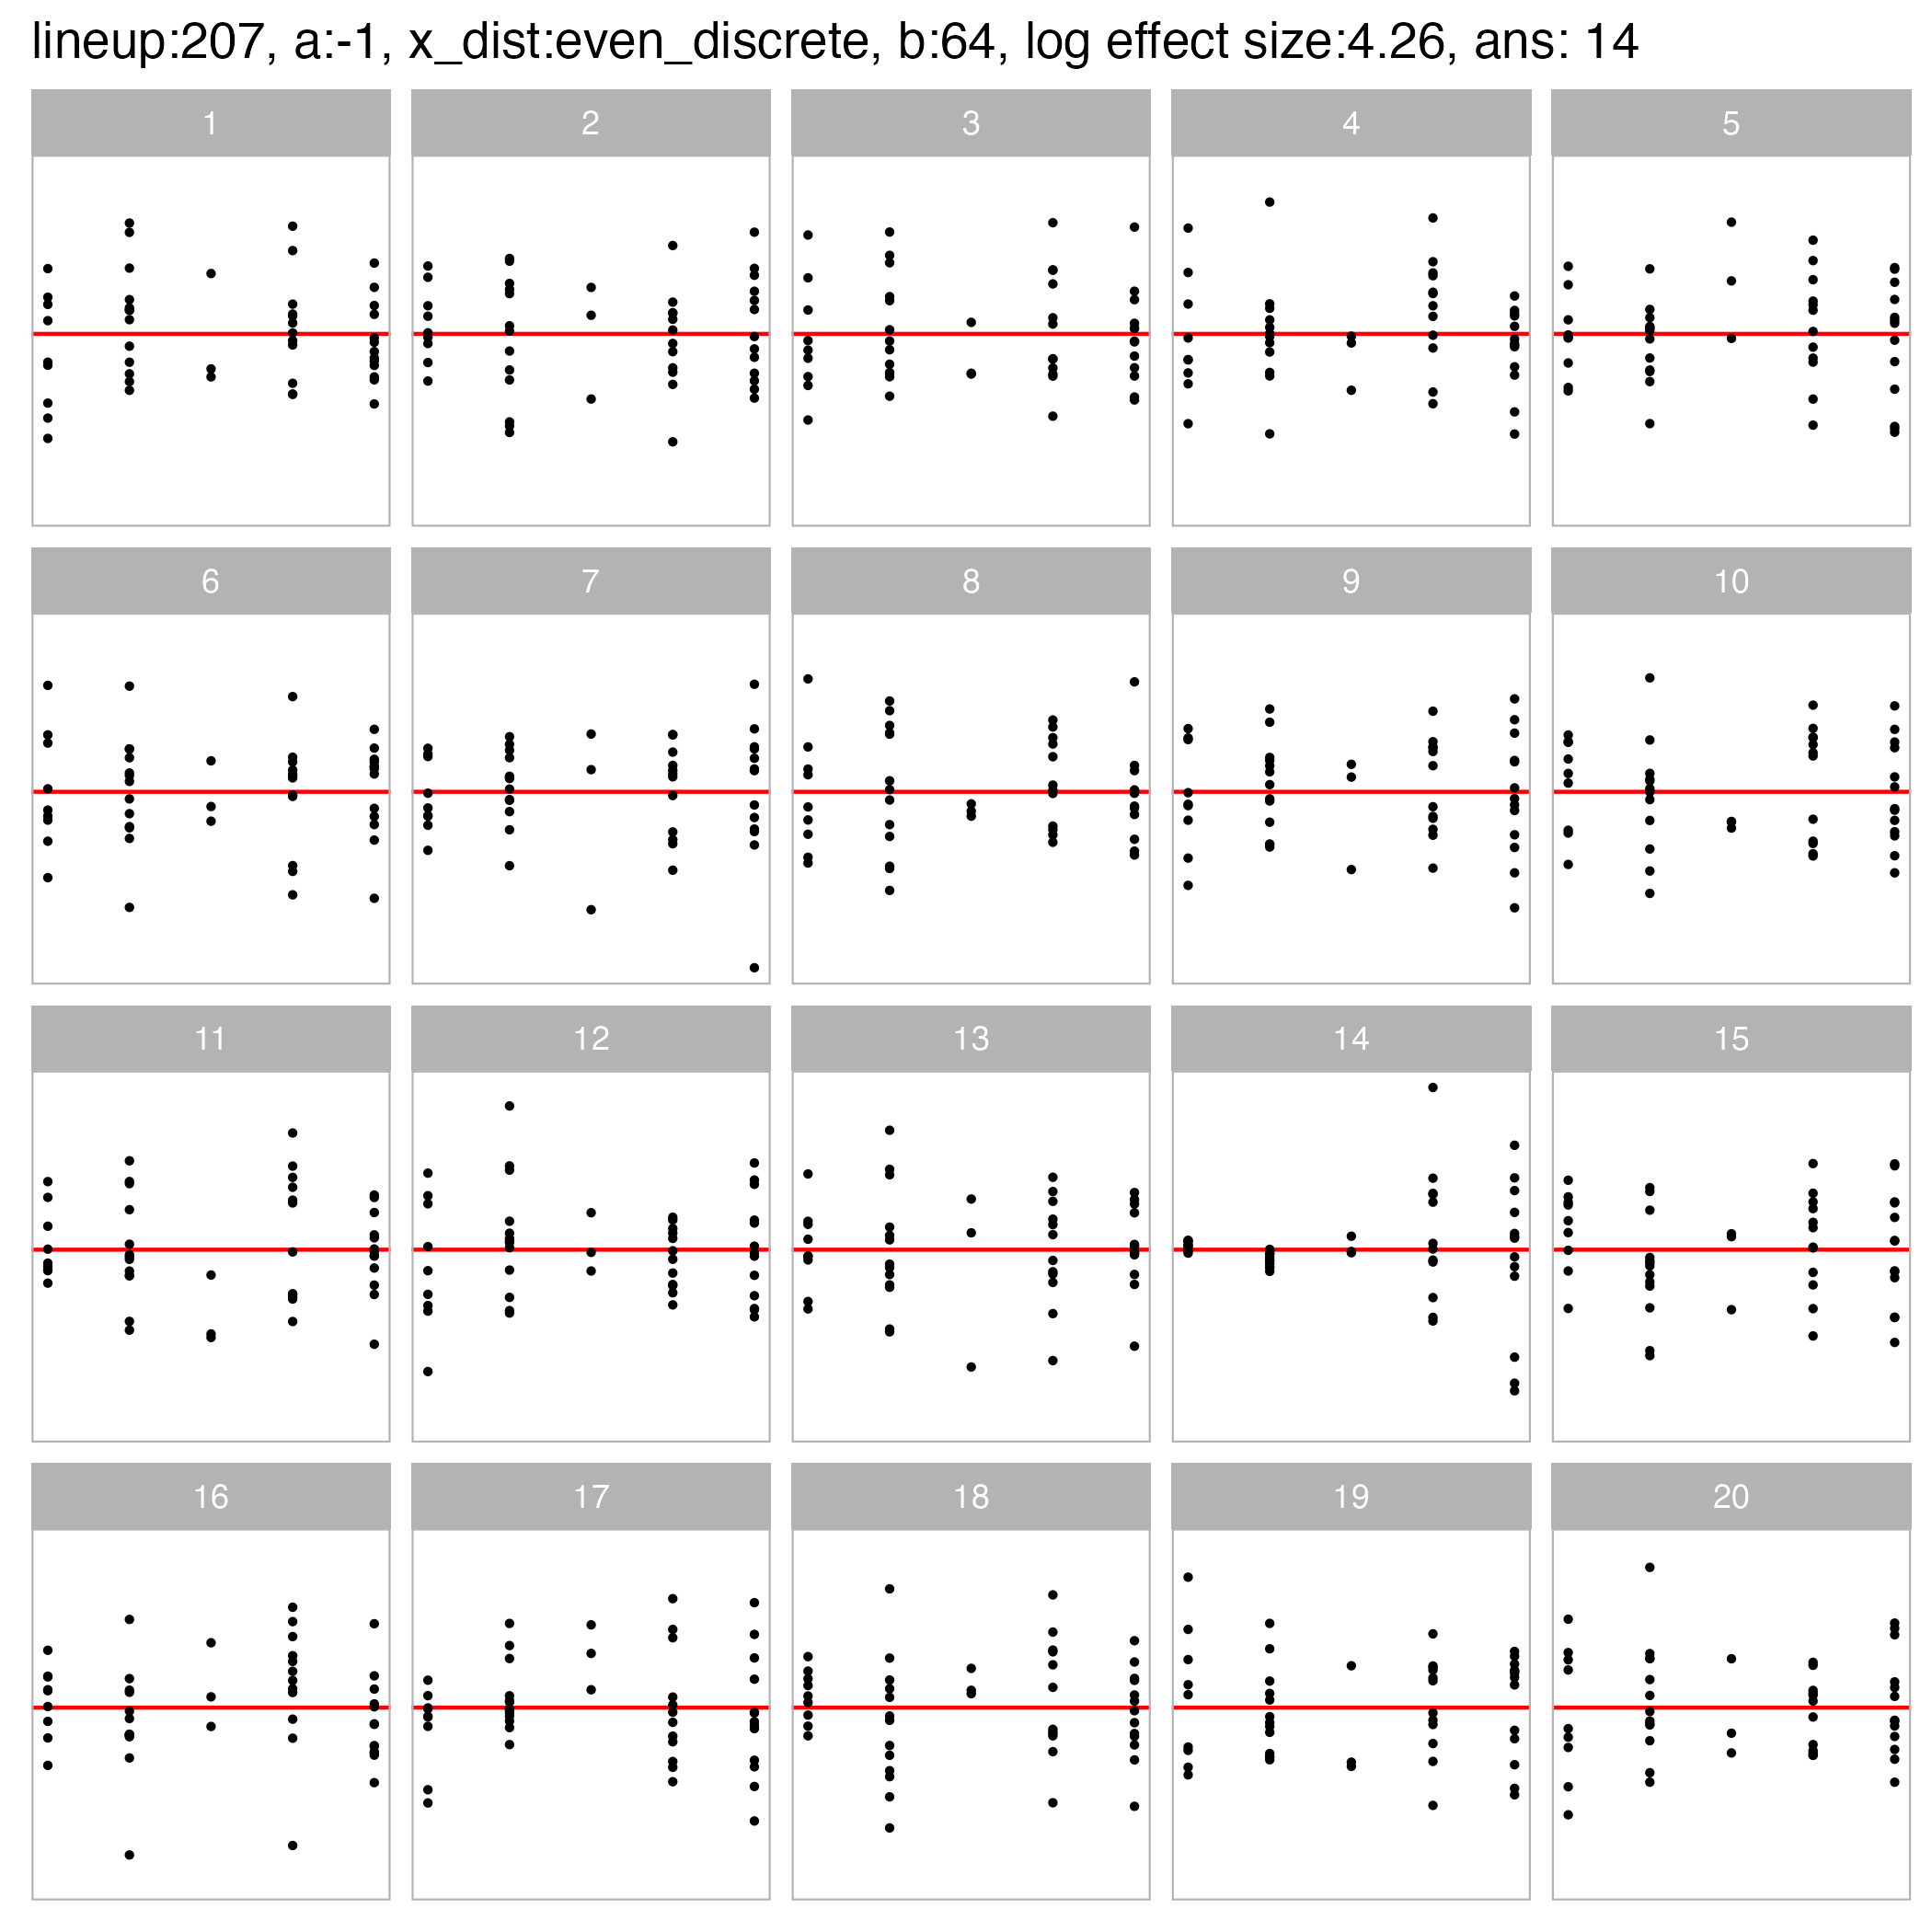 lineup:207, a:-1, x_dist:even_discrete, b:64, log effect size:4.26, ans: 14
1 2 3 4 5
6 7 8 9 10
11 12 13 14 15
16 17 18 19 20